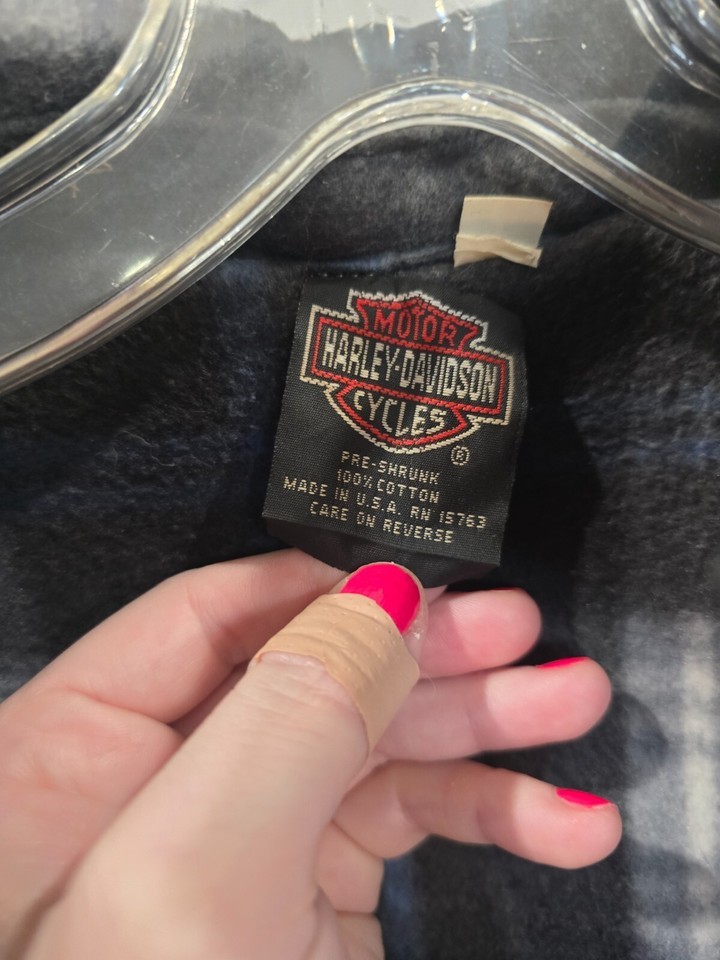 MOTOR
HARLEY-DAVIDSON
CYCLES
®
PRE-SHRUNK
100% COTTON
MADE IN U.S.A. RN 15763
CARE ON REVERSE